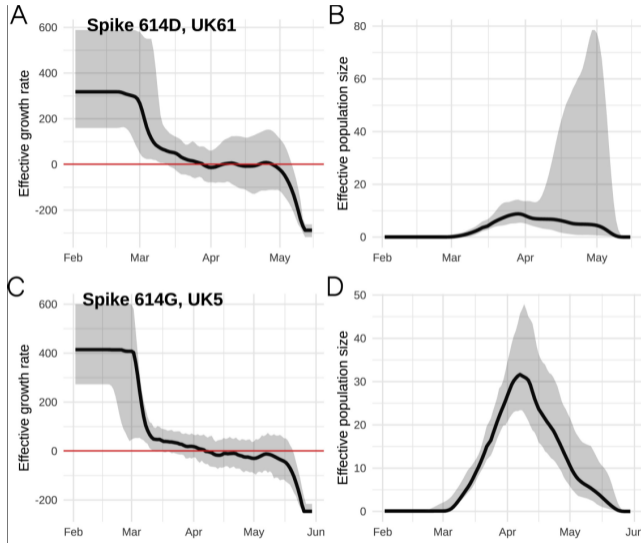 A
Spike 614D, UK61
Effective growth rate
600
400
200
0
-200
Feb
Mar
Apr
May
B
Effective population size
80
60
40
20
0
Feb
Mar
Apr
May
C
Spike 614G, UK5
Effective growth rate
600
400
200
0
-200
Feb
Mar
Apr
May
Jun
D
Effective population size
50
40
30
20
10
0
Feb
Mar
Apr
May
Jun